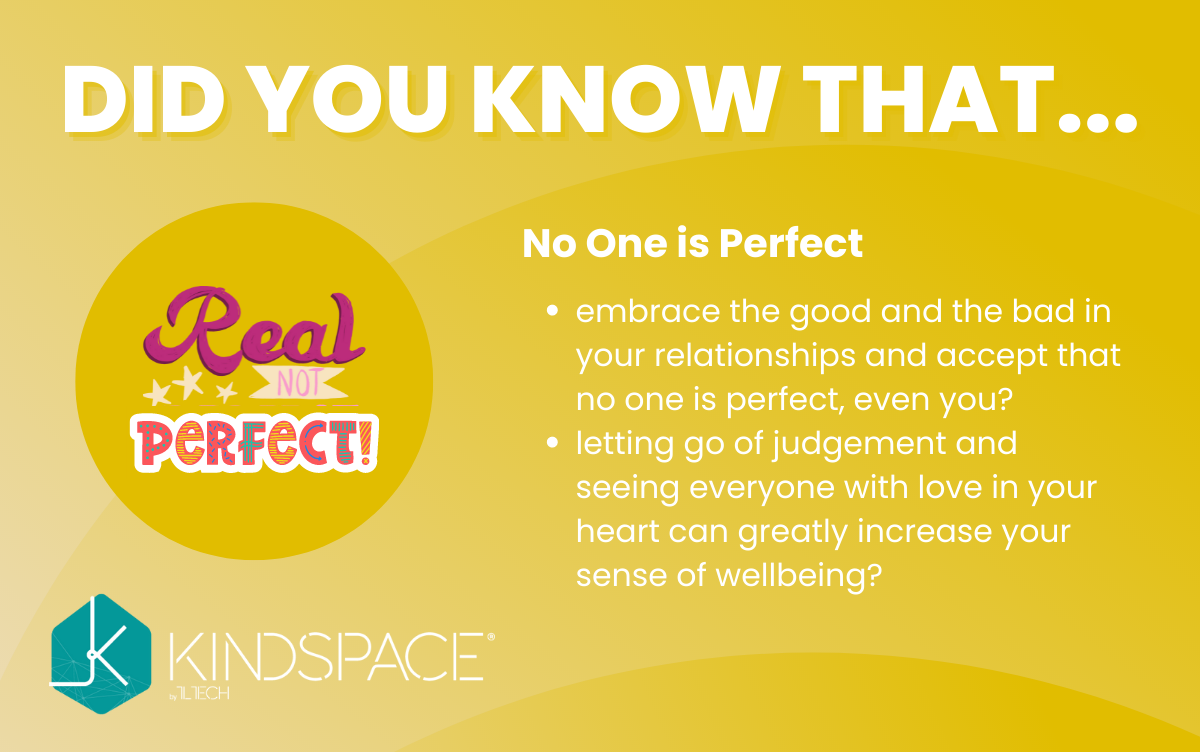 DID YOU KNOW THAT...
Real
NOT
PERFECT!
No One is Perfect
• embrace the good and the bad in
your relationships and accept that
no one is perfect, even you?
• letting go of judgement and
seeing everyone with love in your
heart can greatly increase your
sense of wellbeing?
KINDSPACE®
by 1L1TECH